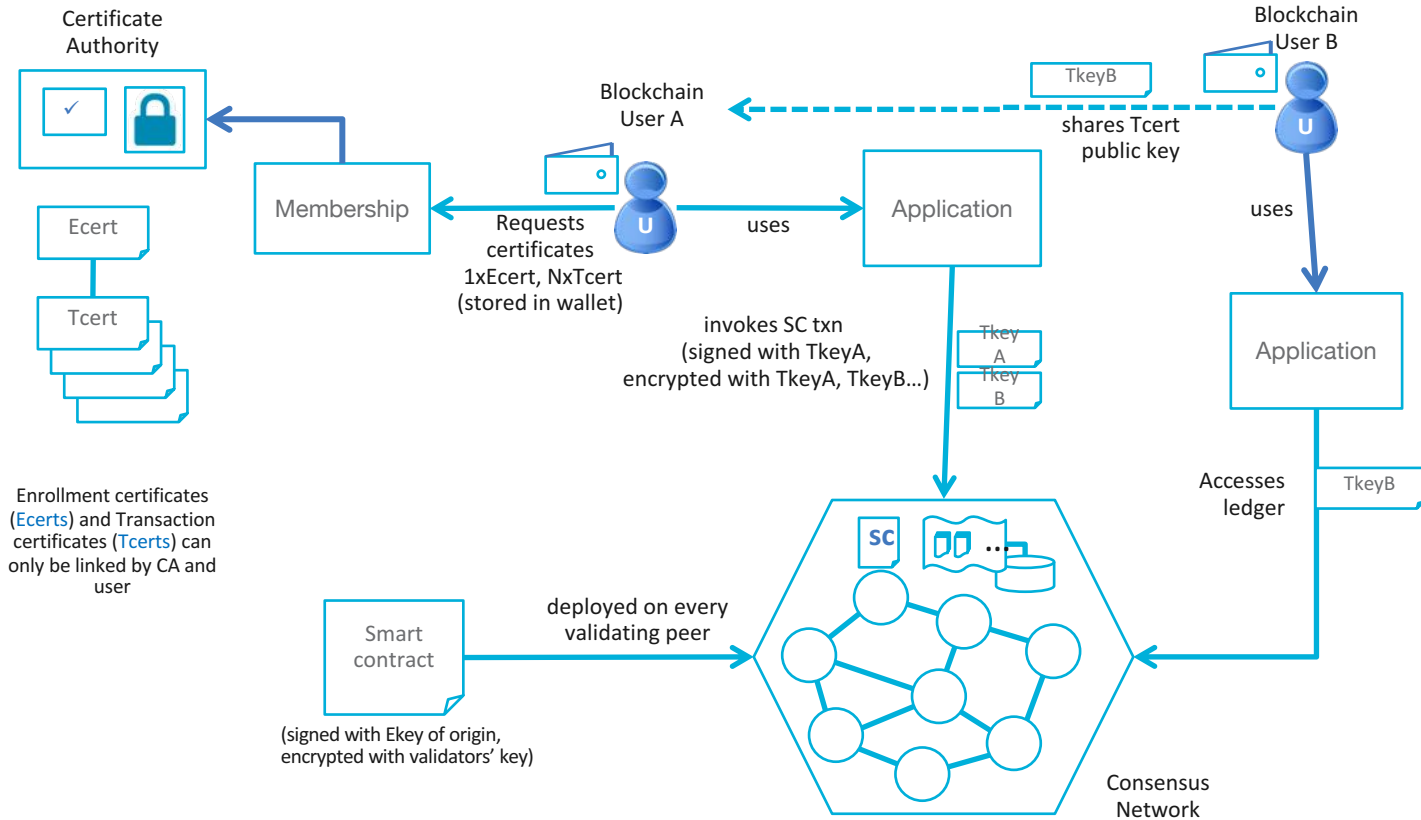 Certificate
Authority
✓
Membership
Ecert
Tcert
Enrollment certificates
(Ecerts) and Transaction
certificates (Tcerts) can
only be linked by CA and
user
Blockchain
User A
U
Requests
certificates
1xEcert, NxTcert
(stored in wallet)
uses
Application
TkeyB
shares Tcert
public key
Blockchain
User B
U
uses
Application
invokes SC txn
(signed with TkeyA,
encrypted with TkeyA, TkeyB…)
Tkey
A
Tkey
B
Accesses
ledger
TkeyB
Smart
contract
(signed with Ekey of origin,
encrypted with validators’ key)
deployed on every
validating peer
SC
...
Consensus
Network